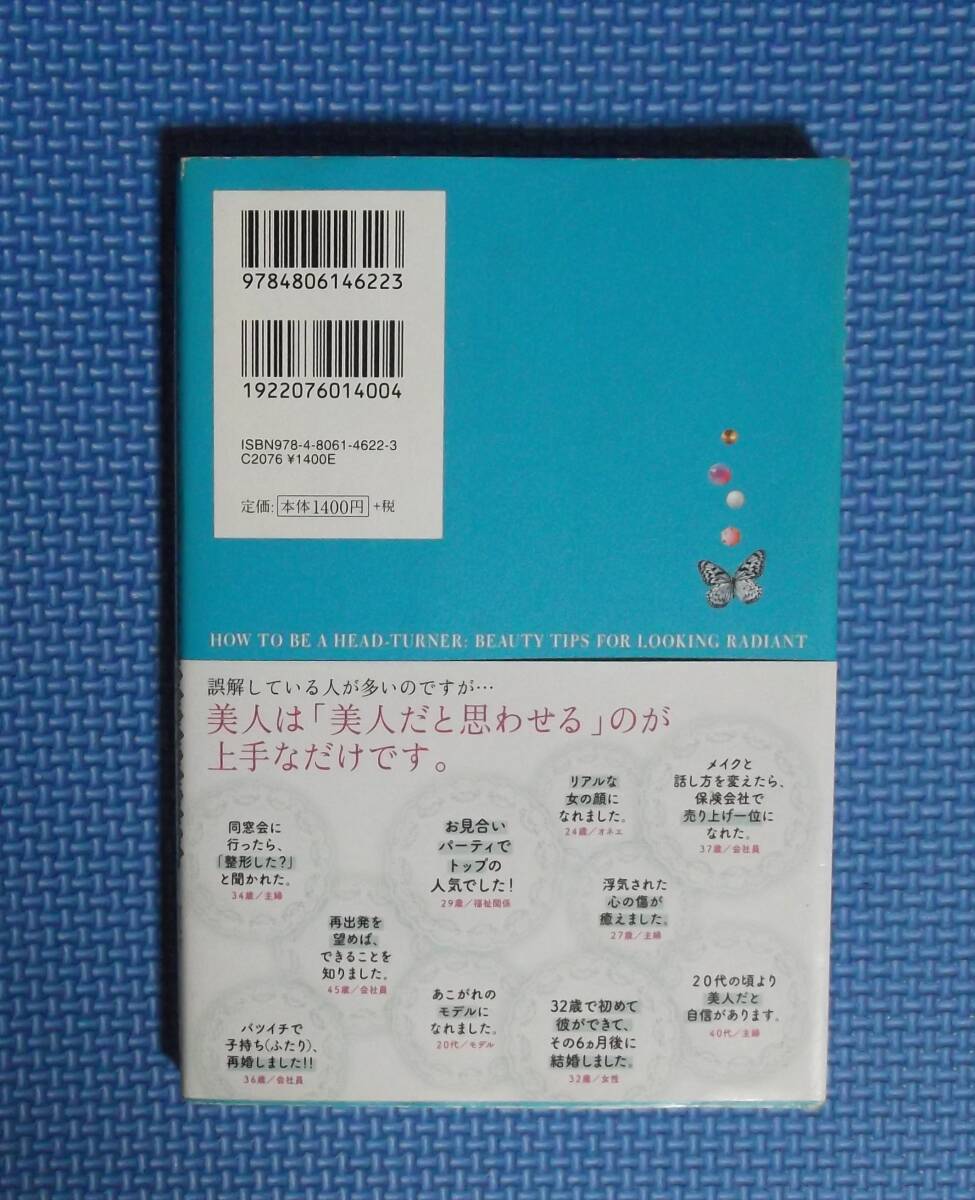 9784806146223
1922076014004
ISBN978-4-8061-4622-3
C2076 ¥1400E
定価: 本体1400円 +税
HOW TO BE A HEAD-TURNER: BEAUTY TIPS FOR LOOKING RADIANT
誤解している人が多いのですが…
美人は「美人だと思わせる」のが
上手なだけです。
リアルな
女の顔に
なれました。
24歳／オネエ
メイクと
話し方を変えたら、
保険会社で
売り上げ一位に
なれた。
37歳／会社員
同窓会に
行ったら、
「整形した?」
と聞かれた。
34歳／主婦
お見合い
パーティで
トップの
人気でした!
29歳／福祉関係
浮気された
心の傷が
癒えました。
27歳／主婦
再出発を
望めば、
できることを
知りました。
45歳／会社員
あこがれの
モデルに
なれました。
20代／モデル
32歳で初めて
彼ができて、
その6ヵ月後に
結婚しました。
32歳／女性
20代の頃より
美人だと
自信があります。
40代／主婦
バツイチで
子持ち(ふたり)、
再婚しました!!
36歳／会社員